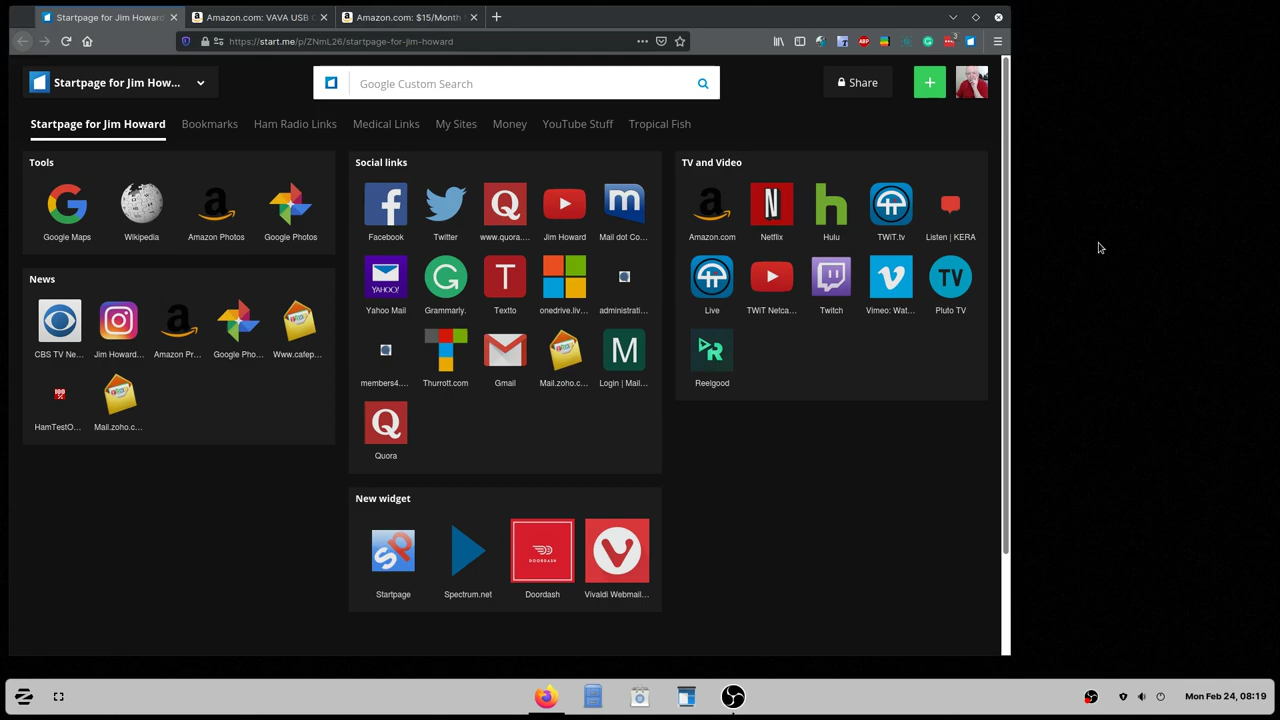 Startpage for Jim Howard
Amazon.com: VAVA USB C
Amazon.com: $15/Month
https://start.me/p/ZNmL26/startpage-for-jim-howard
3
Startpage for Jim How...
Google Custom Search
Share
Startpage for Jim Howard
Bookmarks
Ham Radio Links
Medical Links
My Sites
Money
YouTube Stuff
Tropical Fish
Tools
Google Maps
Wikipedia
Amazon Photos
Google Photos
News
CBS TV Ne...
Jim Howard...
Amazon Pr...
Google Pho...
Www.cafep...
HamTestO...
Mail.zoho.c...
Social links
Facebook
Twitter
www.quora....
Jim Howard
Mail dot Co...
YAHOO!
Yahoo Mail
Grammarly.
Textto
onedrive.liv...
administrati...
members4....
Thurrott.com
Gmail
Mail.zoho.c...
Login | Mail...
Quora
New widget
Startpage
Spectrum.net
DOORDASH
Doordash
Vivaldi Webmail...
TV and Video
Amazon.com
Netflix
Hulu
TWiT.tv
Listen | KERA
Live
TWiT Netca...
Twitch
Vimeo: Wat...
TV
Pluto TV
Reelgood
Mon Feb 24, 08:19